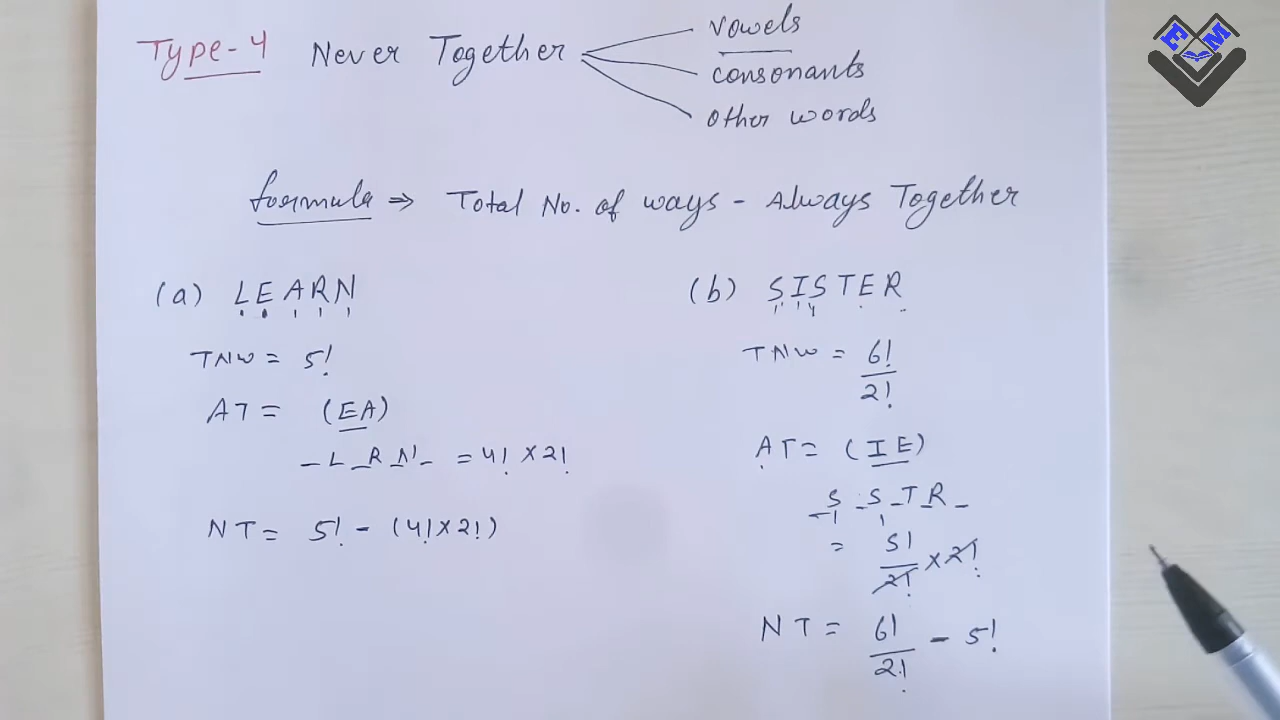 Type-4 Never Together
vowels
consonants
Other words
formula ⇒ Total No. of ways - Always Together
(a) LEARN
TNW = 5!
AT = (EA)
_L_R_N_ = 4! × 2!
NT = 5! - (4! × 2!)
(b) SISTER
TNW = 6!/2!
AT = (IE)
_S_S_T_R_
= 5!/2! × 2!
NT = 6!/2! - 5!
EM